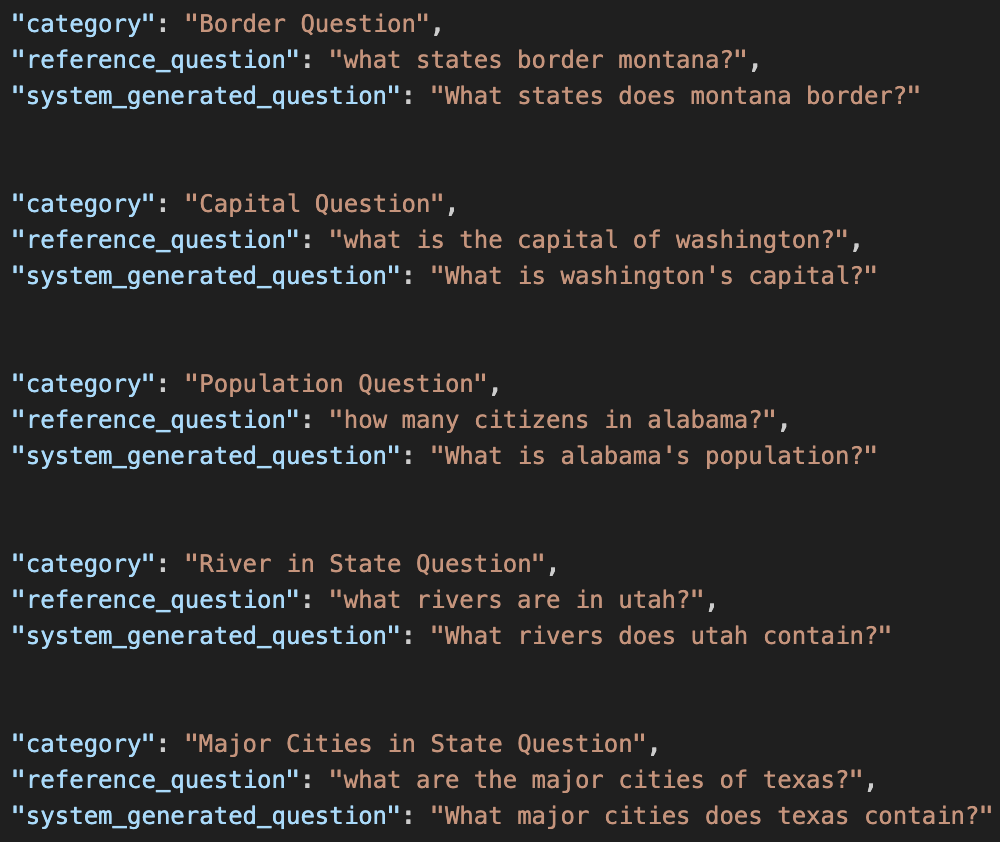 "category": "Border Question",
"reference_question": "what states border montana?",
"system_generated_question": "What states does montana border?"
"category": "Capital Question",
"reference_question": "what is the capital of washington?",
"system_generated_question": "What is washington's capital?"
"category": "Population Question",
"reference_question": "how many citizens in alabama?",
"system_generated_question": "What is alabama's population?"
"category": "River in State Question",
"reference_question": "what rivers are in utah?",
"system_generated_question": "What rivers does utah contain?"
"category": "Major Cities in State Question",
"reference_question": "what are the major cities of texas?",
"system_generated_question": "What major cities does texas contain?"